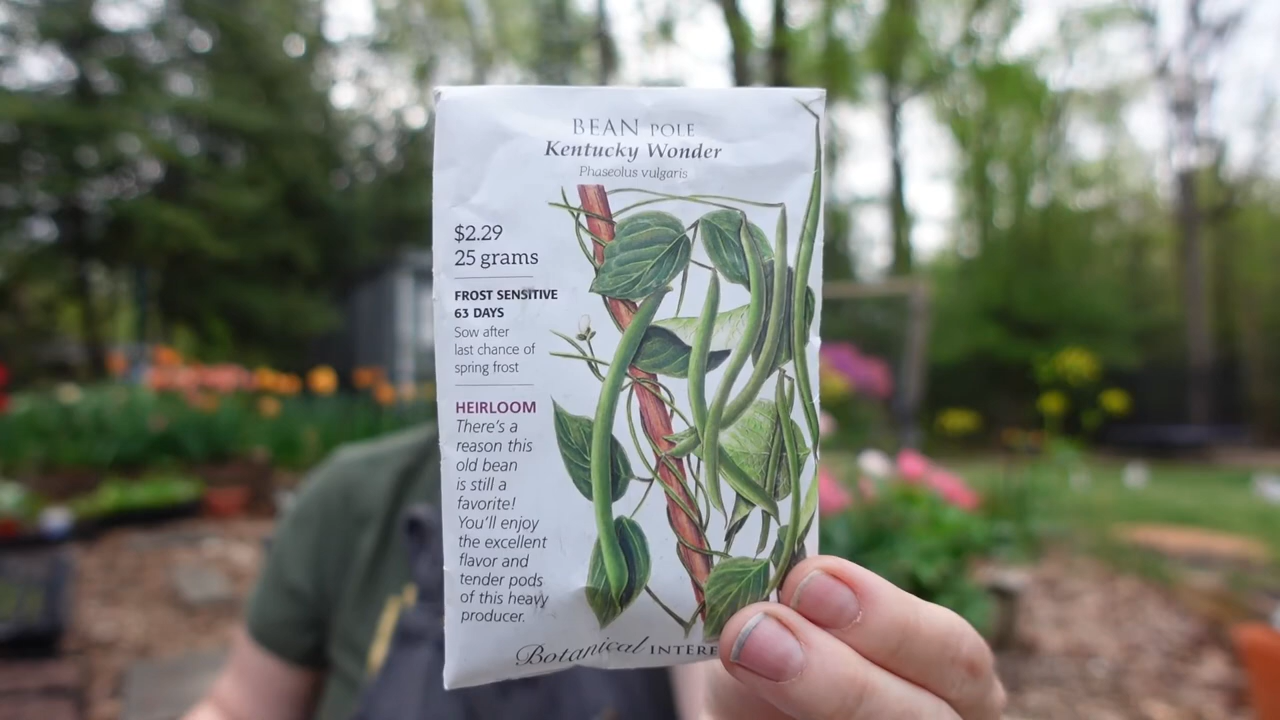 BEAN POLE
Kentucky Wonder
Phaseolus vulgaris
$2.29
25 grams
FROST SENSITIVE
63 DAYS
Sow after
last chance of
spring frost
HEIRLOOM
There's a
reason this
old bean
is still a
favorite!
You'll enjoy
the excellent
flavor and
tender pods
of this heavy
producer.
Botanical INTERE